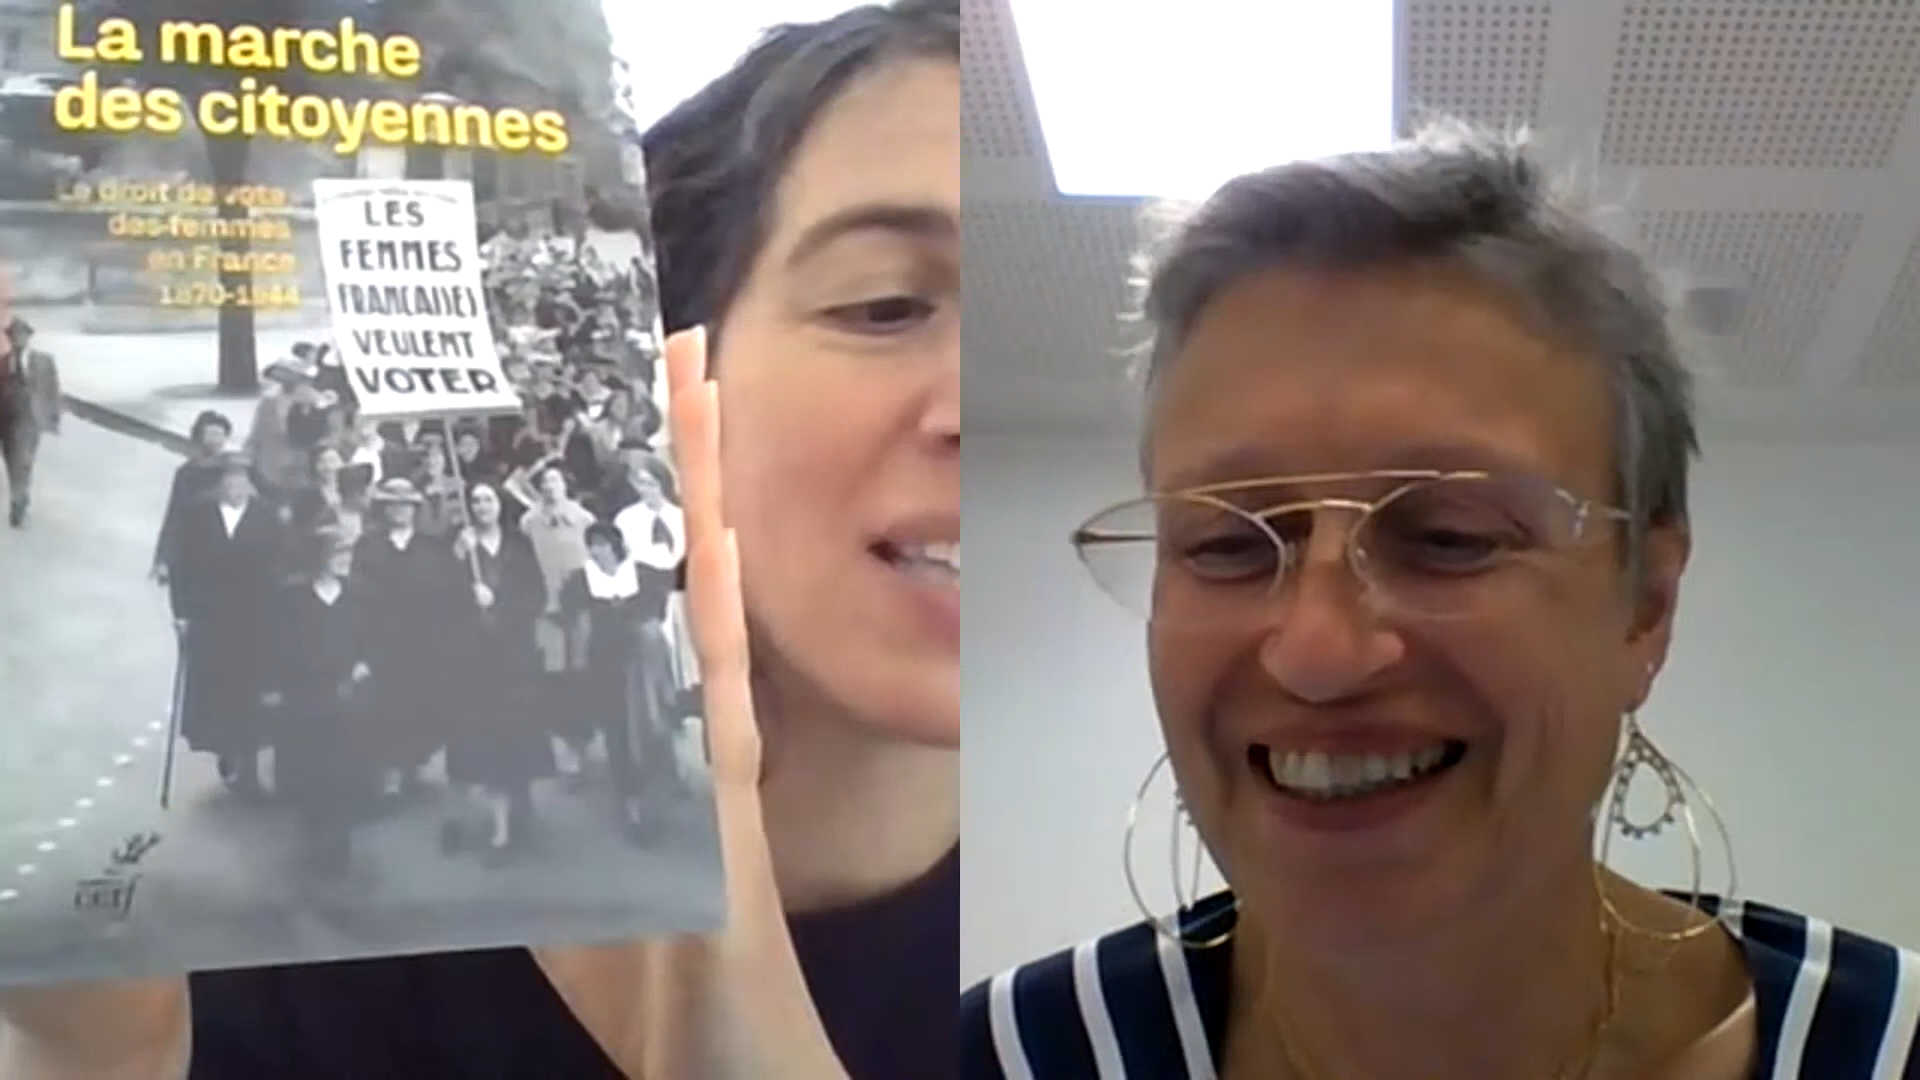 La marche
des citoyennes
Le droit de vote
des femmes
en France
1870-1944
LES
FEMMES
FRANÇAISES
VEULENT
VOTER
cerf